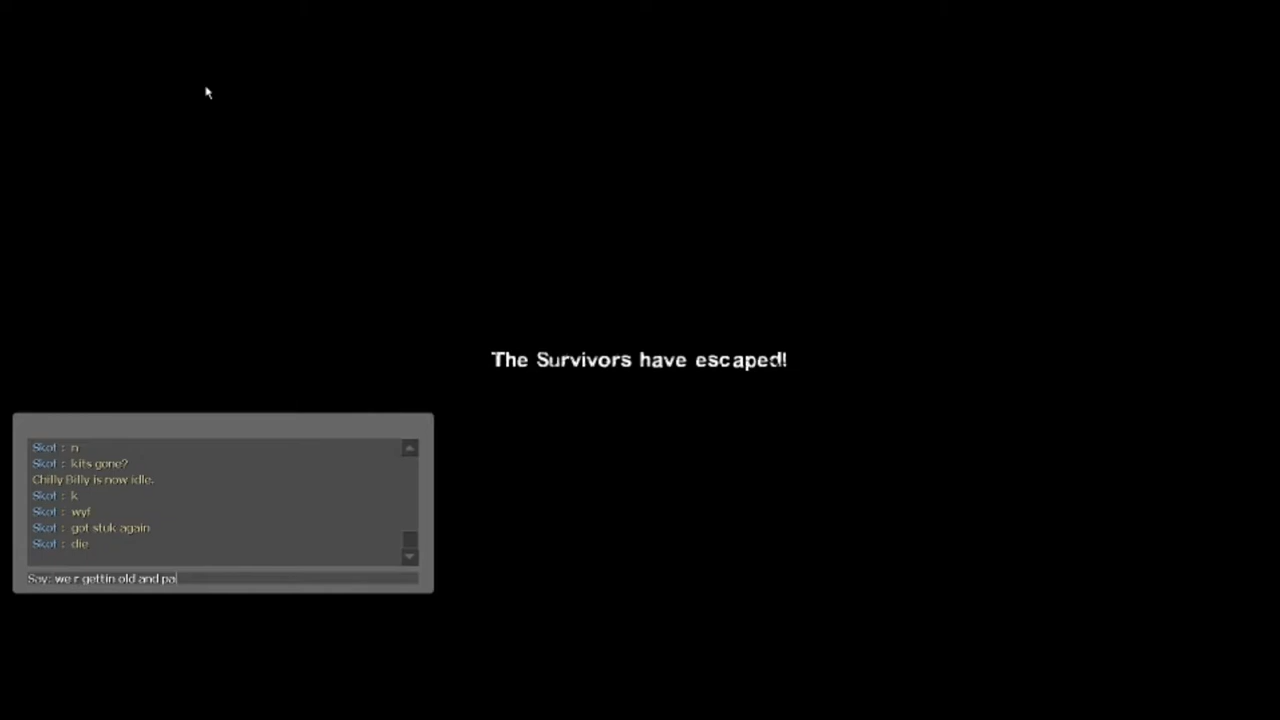 The Survivors have escaped!
Skot : n
Skot : kits gone?
Chilly Billy is now idle.
Skot : k
Skot : wyf
Skot : got stuk again
Skot : die
Say: we r gettin old and pa